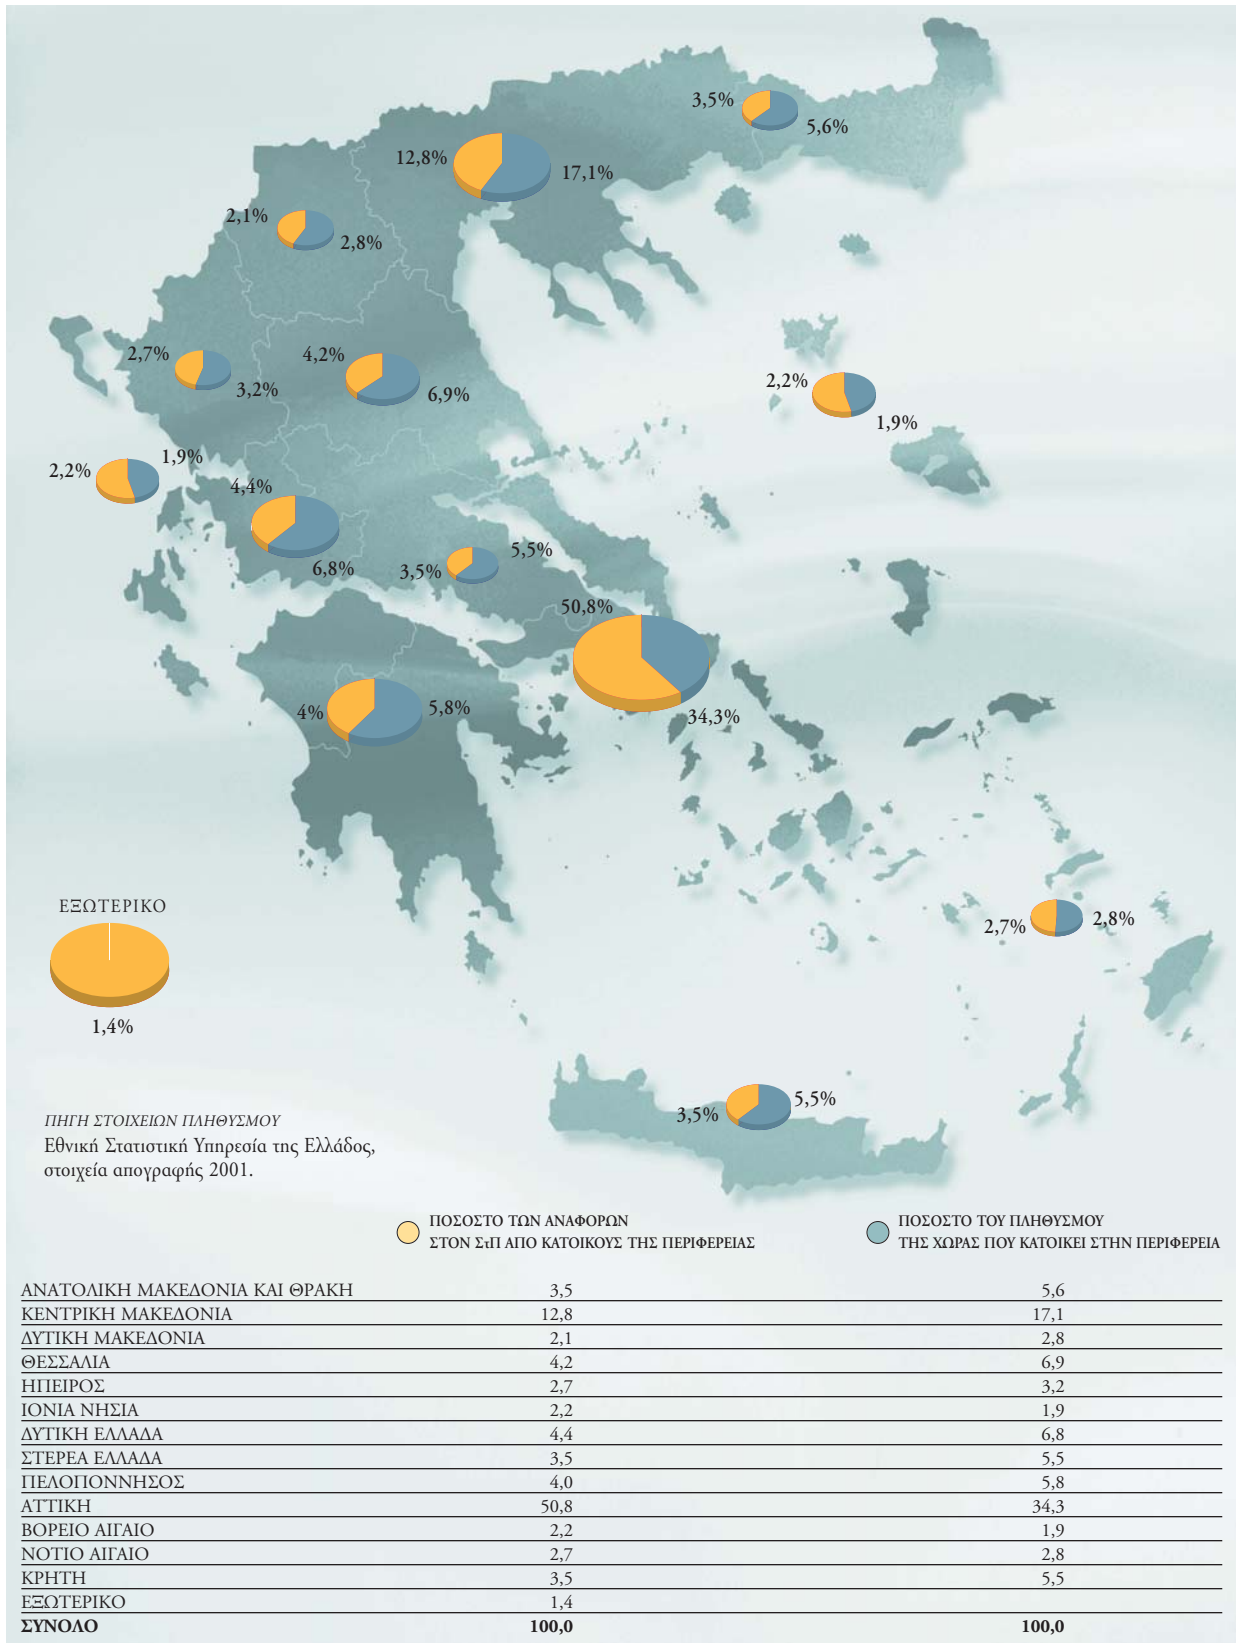 3,5%
5,6%
12,8%
17,1%
2,1%
2,8%
2,7%
3,2%
4,2%
6,9%
2,2%
1,9%
2,2%
1,9%
4,4%
6,8%
3,5%
5,5%
50,8%
34,3%
4%
5,8%
ΕΞΩΤΕΡΙΚΟ
1,4%
2,7%
2,8%
3,5%
5,5%
ΠΗΓΗ ΣΤΟΙΧΕΙΩΝ ΠΛΗΘΥΣΜΟΥ
Εθνική Στατιστική Υπηρεσία της Ελλάδος,
στοιχεία απογραφής 2001.
ΠΟΣΟΣΤΟ ΤΩΝ ΑΝΑΦΟΡΩΝ
ΣΤΟΝ ΣτΠ ΑΠΟ ΚΑΤΟΙΚΟΥΣ ΤΗΣ ΠΕΡΙΦΕΡΕΙΑΣ
ΠΟΣΟΣΤΟ ΤΟΥ ΠΛΗΘΥΣΜΟΥ
ΤΗΣ ΧΩΡΑΣ ΠΟΥ ΚΑΤΟΙΚΕΙ ΣΤΗΝ ΠΕΡΙΦΕΡΕΙΑ
ΑΝΑΤΟΛΙΚΗ ΜΑΚΕΔΟΝΙΑ ΚΑΙ ΘΡΑΚΗ 3,5 5,6
ΚΕΝΤΡΙΚΗ ΜΑΚΕΔΟΝΙΑ 12,8 17,1
ΔΥΤΙΚΗ ΜΑΚΕΔΟΝΙΑ 2,1 2,8
ΘΕΣΣΑΛΙΑ 4,2 6,9
ΗΠΕΙΡΟΣ 2,7 3,2
ΙΟΝΙΑ ΝΗΣΙΑ 2,2 1,9
ΔΥΤΙΚΗ ΕΛΛΑΔΑ 4,4 6,8
ΣΤΕΡΕΑ ΕΛΛΑΔΑ 3,5 5,5
ΠΕΛΟΠΟΝΝΗΣΟΣ 4,0 5,8
ΑΤΤΙΚΗ 50,8 34,3
ΒΟΡΕΙΟ ΑΙΓΑΙΟ 2,2 1,9
ΝΟΤΙΟ ΑΙΓΑΙΟ 2,7 2,8
ΚΡΗΤΗ 3,5 5,5
ΕΞΩΤΕΡΙΚΟ 1,4
ΣΥΝΟΛΟ 100,0 100,0